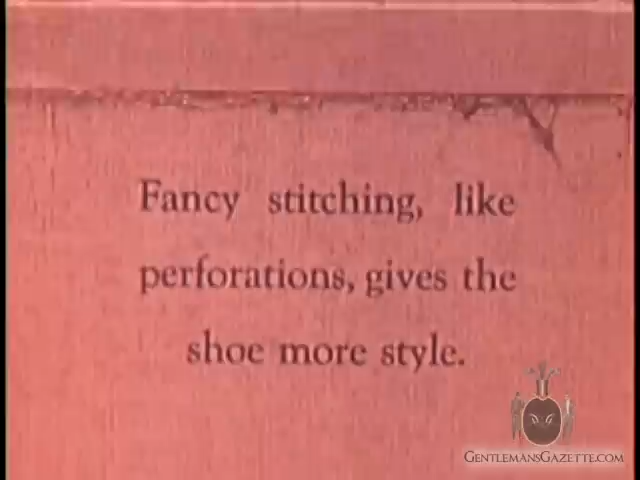 Fancy stitching, like
perforations, gives the
shoe more style.
GentlemansGazette.com